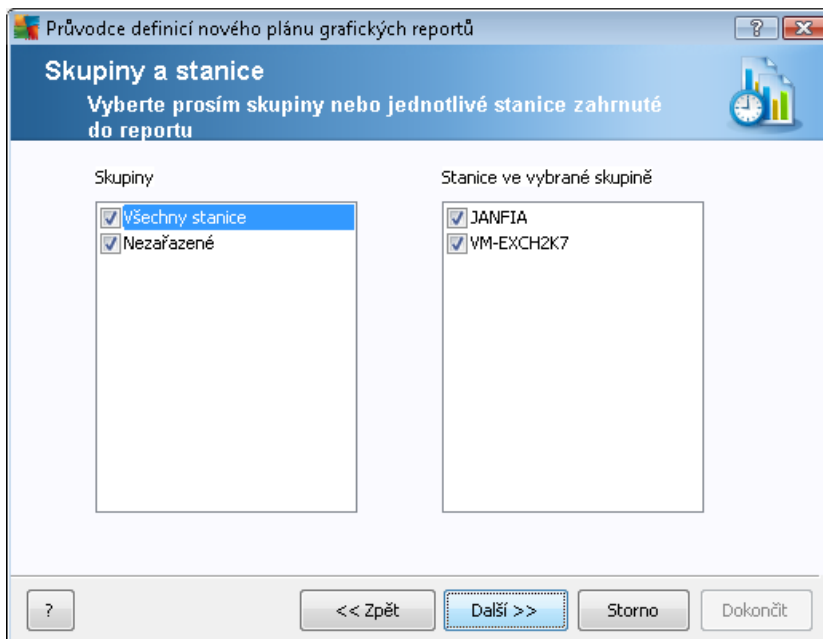 Průvodce definicí nového plánu grafických reportů
?
Skupiny a stanice
Vyberte prosím skupiny nebo jednotlivé stanice zahrnuté
do reportu
Skupiny
Všechny stanice
Nezařazené
Stanice ve vybrané skupině
JANFIA
VM-EXCH2K7
?
<< Zpět
Další >>
Storno
Dokončit